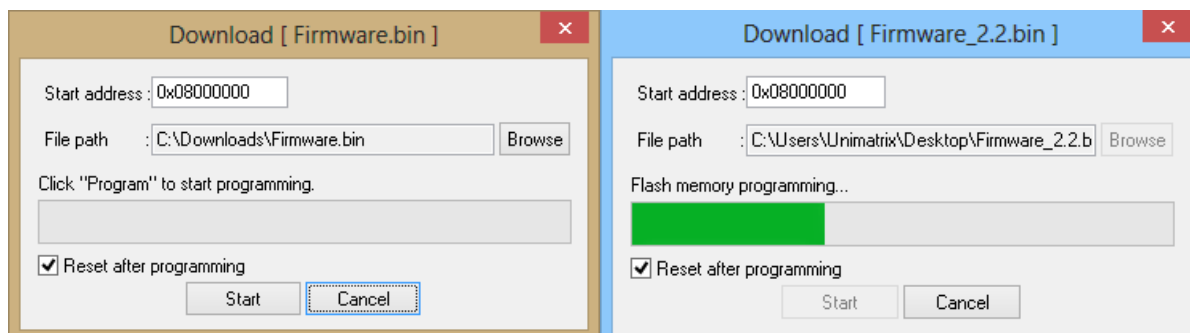 Download [ Firmware.bin ]
Start address : 0x08000000
File path : C:\Downloads\Firmware.bin Browse
Click "Program" to start programming.
Reset after programming
Start Cancel
Download [ Firmware_2.2.bin ]
Start address : 0x08000000
File path : C:\Users\Unimatrix\Desktop\Firmware_2.2.b Browse
Flash memory programming...
Reset after programming
Start Cancel